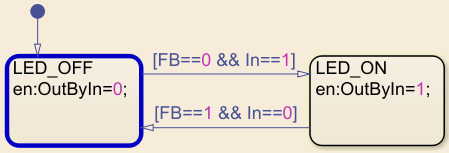 LED_OFF
en:OutByIn=0;
[FB==0 && In==1]
[FB==1 && In==0]
LED_ON
en:OutByIn=1;